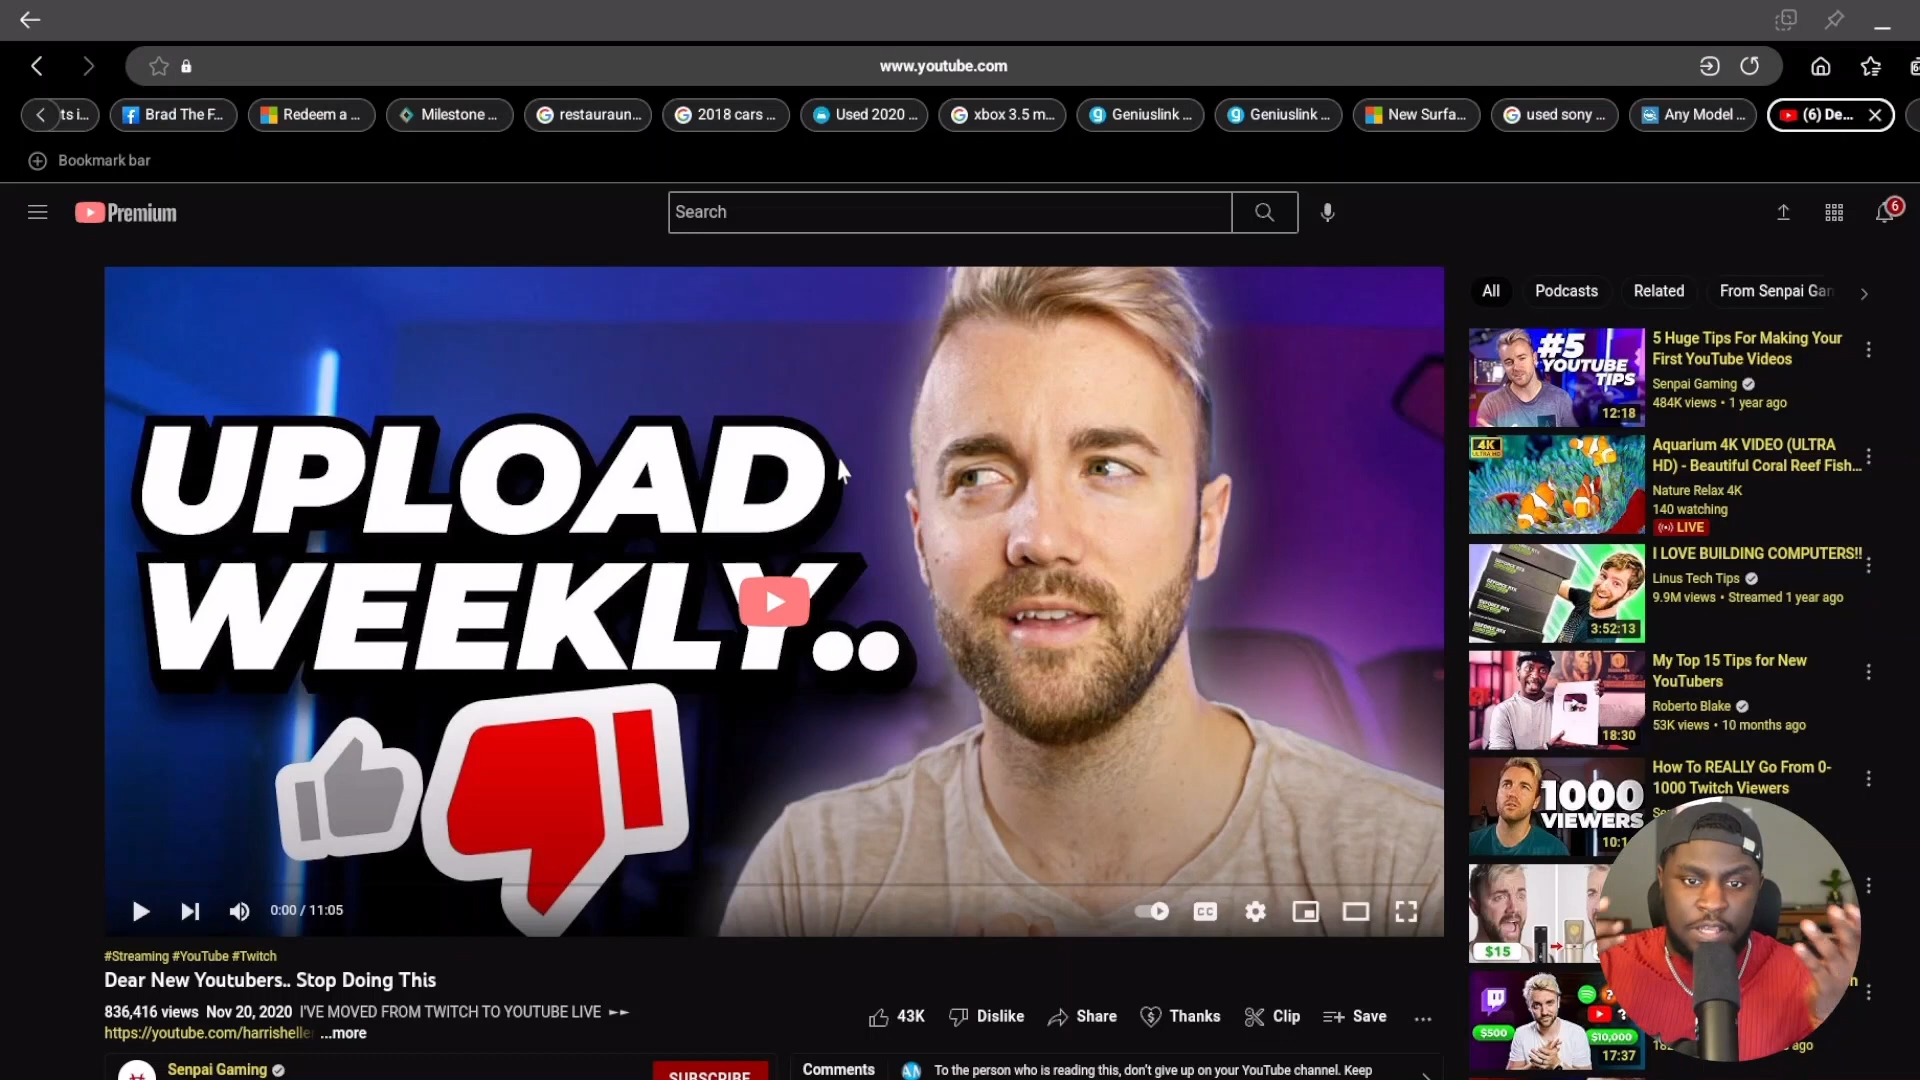 www.youtube.com
ts i...
Brad The F...
Redeem a ...
Milestone ...
restauraun...
2018 cars ...
Used 2020 ...
xbox 3.5 m...
Geniuslink ...
Geniuslink ...
New Surfa...
used sony ...
Any Model ...
(6) De...
Bookmark bar
Premium
Search
6
UPLOAD
WEEKLY..
0:00 / 11:05
CC
#Streaming #YouTube #Twitch
Dear New Youtubers.. Stop Doing This
836,416 views Nov 20, 2020 I'VE MOVED FROM TWITCH TO YOUTUBE LIVE ►►
https://youtube.com/harrishelle ...more
43K
Dislike
Share
Thanks
Clip
Save
Senpai Gaming
SUBSCRIBE
Comments
To the person who is reading this, don't give up on your YouTube channel. Keep
All
Podcasts
Related
From Senpai Gan
#5
YOUTUBE
TIPS
12:18
5 Huge Tips For Making Your
First YouTube Videos
Senpai Gaming
484K views • 1 year ago
4K
ULTRA HD
Aquarium 4K VIDEO (ULTRA
HD) - Beautiful Coral Reef Fish...
Nature Relax 4K
140 watching
LIVE
3:52:13
I LOVE BUILDING COMPUTERS!!
Linus Tech Tips
9.9M views • Streamed 1 year ago
18:30
My Top 15 Tips for New
YouTubers
Roberto Blake
53K views • 10 months ago
1000
VIEWERS
10:1
How To REALLY Go From 0-
1000 Twitch Viewers
$15
$500
$10,000
17:37
ago